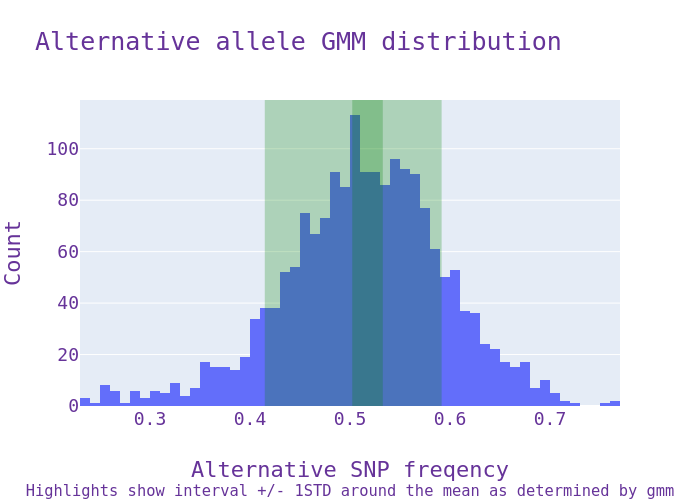 Alternative allele GMM distribution
100
80
60
40
20
0
Count
0.3 0.4 0.5 0.6 0.7
Alternative SNP freqency
Highlights show interval +/- 1STD around the mean as determined by gmm